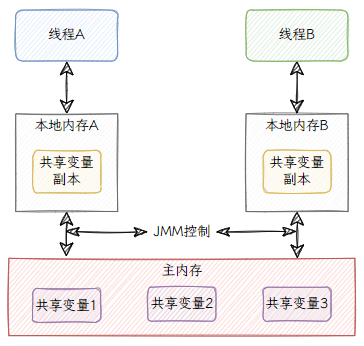 线程A
线程B
本地内存A
本地内存B
共享变量
副本
共享变量
副本
JMM控制
主内存
共享变量1
共享变量2
共享变量3